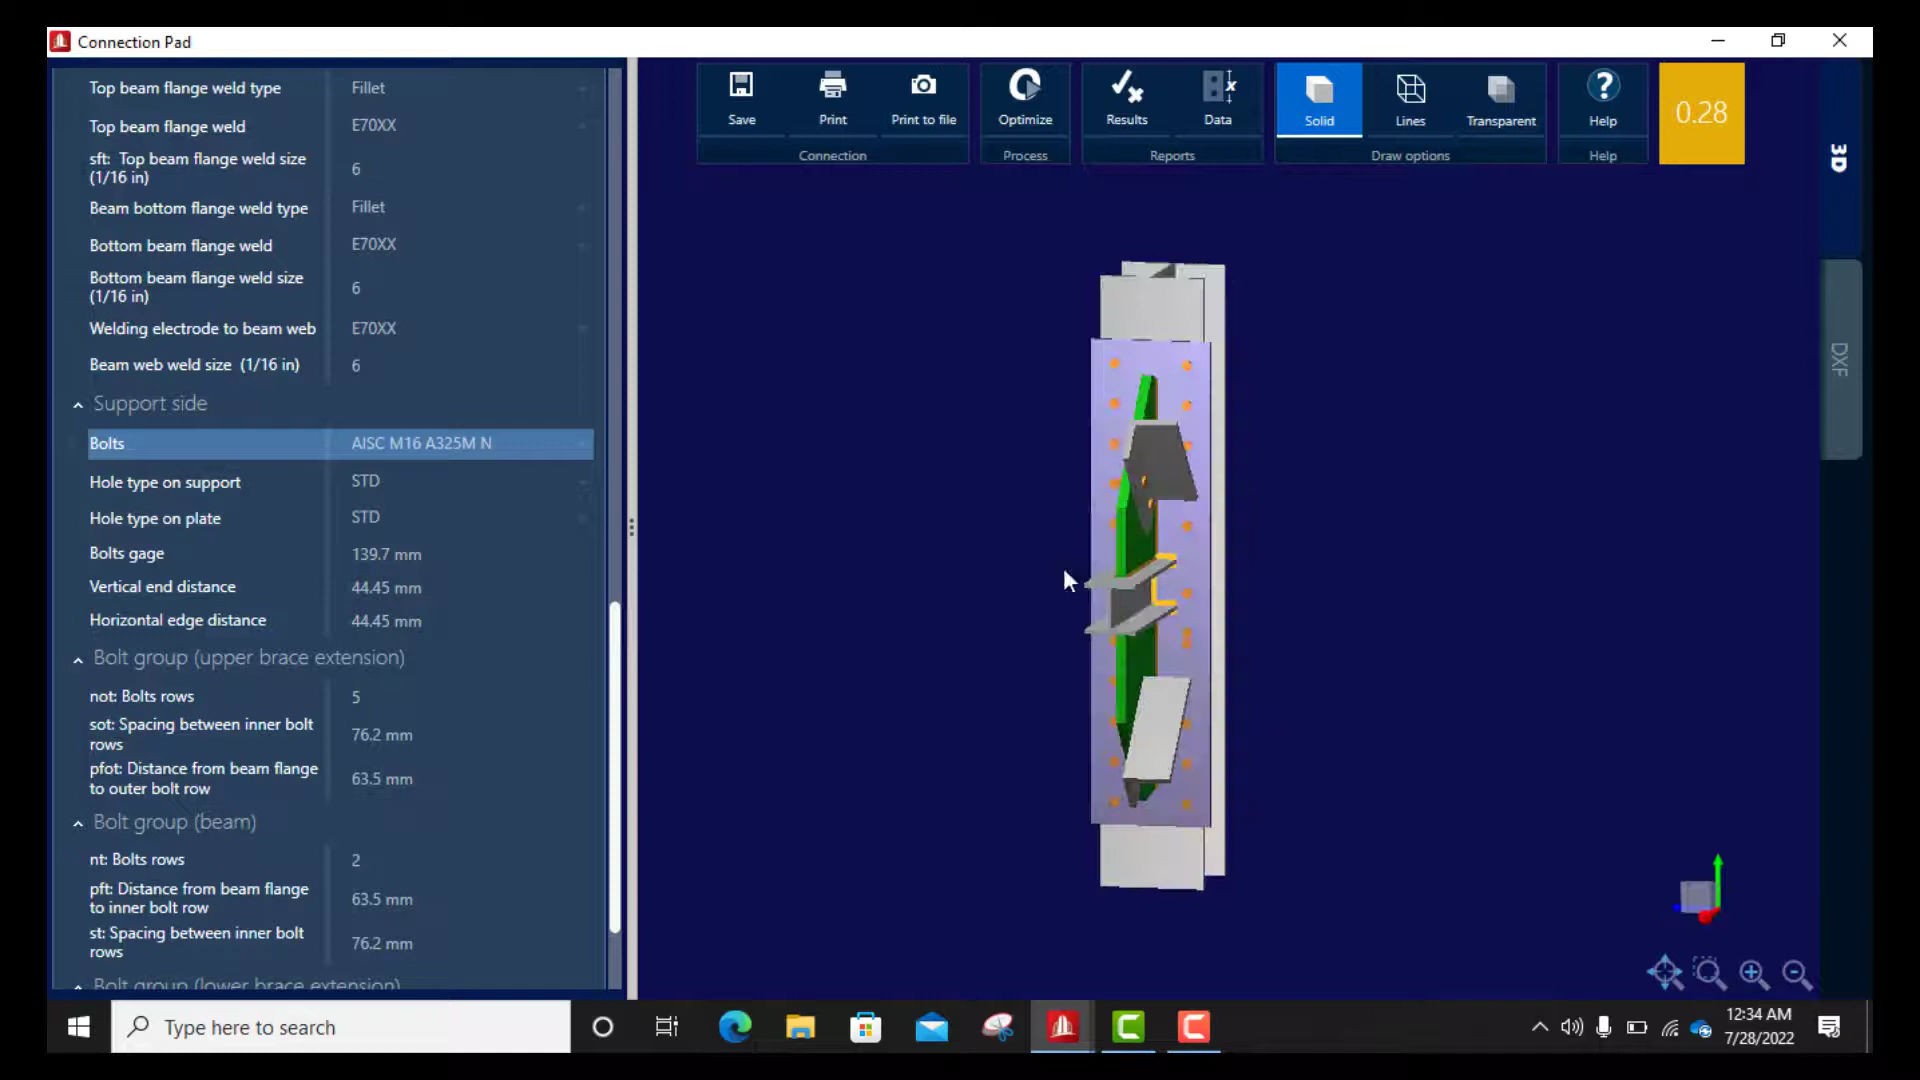 Connection Pad
Top beam flange weld type Fillet
Top beam flange weld E70XX
sft: Top beam flange weld size
(1/16 in) 6
Beam bottom flange weld type Fillet
Bottom beam flange weld E70XX
Bottom beam flange weld size
(1/16 in) 6
Welding electrode to beam web E70XX
Beam web weld size (1/16 in) 6
Support side
Bolts AISC M16 A325M N
Hole type on support STD
Hole type on plate STD
Bolts gage 139.7 mm
Vertical end distance 44.45 mm
Horizontal edge distance 44.45 mm
Bolt group (upper brace extension)
not: Bolts rows 5
sot: Spacing between inner bolt
rows 76.2 mm
pfot: Distance from beam flange
to outer bolt row 63.5 mm
Bolt group (beam)
nt: Bolts rows 2
pft: Distance from beam flange
to inner bolt row 63.5 mm
st: Spacing between inner bolt
rows 76.2 mm
Bolt group (lower brace extension)
Save Print Print to file
Connection
Optimize
Process
Results Data
Reports
Solid Lines Transparent
Draw options
Help
Help
0.28
3D
DXF
Type here to search
12:34 AM
7/28/2022